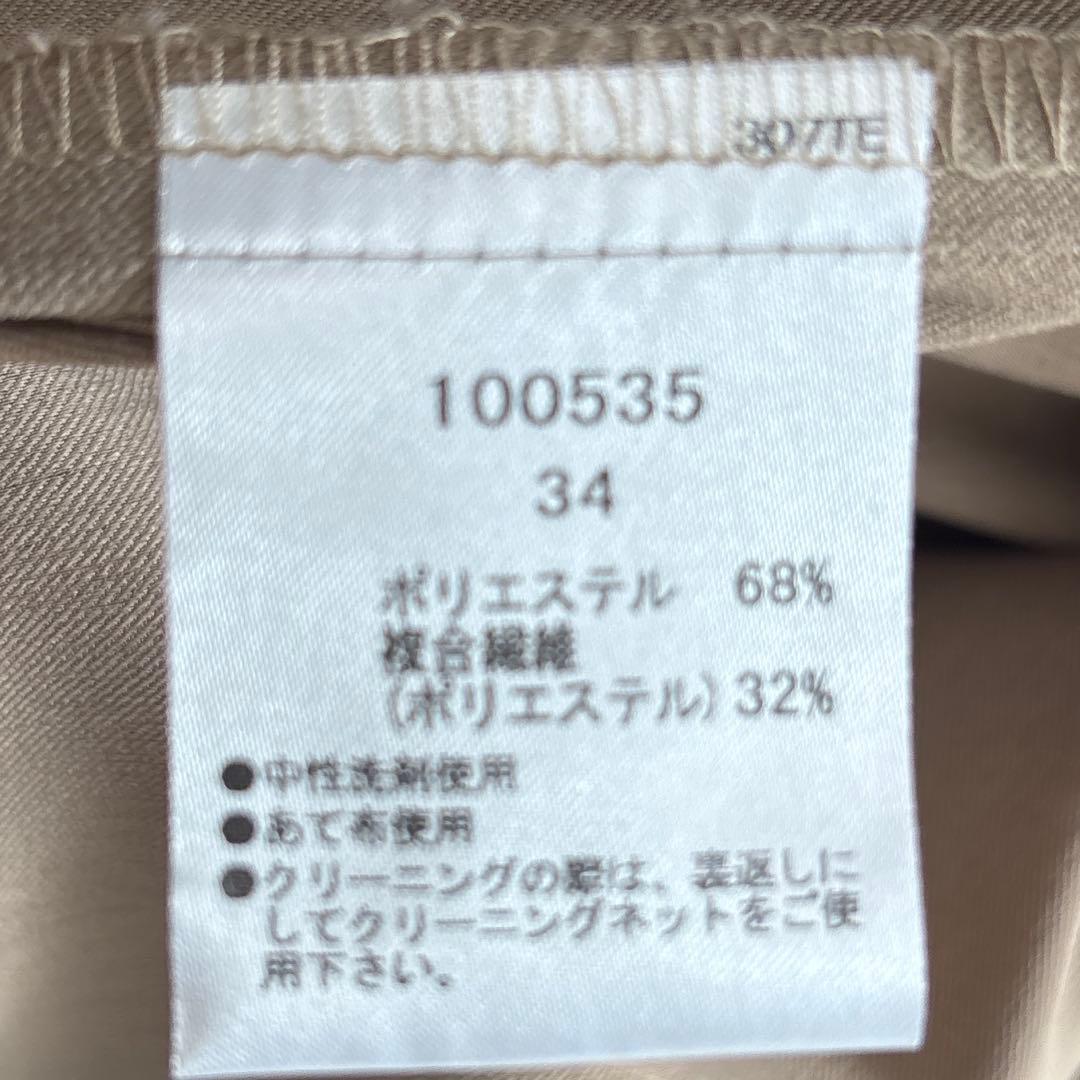 307TE
100535
34
ポリエステル 68%
複合繊維
(ポリエステル) 32%
●中性洗剤使用
●あて布使用
●クリーニングの際は、裏返しに
してクリーニングネットをご使
用下さい。